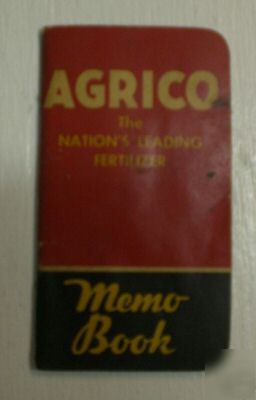 AGRICO
The
NATION'S LEADING
FERTILIZER
Memo
Book